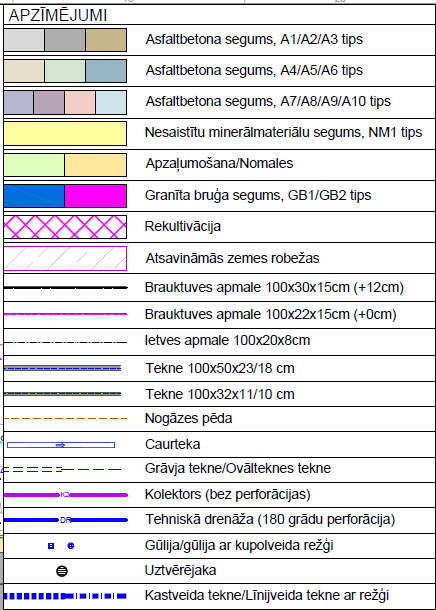 APZĪMĒJUMI
Asfaltbetona segums, A1/A2/A3 tips
Asfaltbetona segums, A4/A5/A6 tips
Asfaltbetona segums, A7/A8/A9/A10 tips
Nesaistītu minerālmateriālu segums, NM1 tips
Apzaļumošana/Nomales
Granīta bruģa segums, GB1/GB2 tips
Rekultivācija
Atsavināmās zemes robežas
Brauktuves apmale 100x30x15cm (+12cm)
Brauktuves apmale 100x22x15cm (+0cm)
Ietves apmale 100x20x8cm
Tekne 100x50x23/18 cm
Tekne 100x32x11/10 cm
Nogāzes pēda
Caurteka
Grāvja tekne/Ovālteknes tekne
K2 Kolektors (bez perforācijas)
DR Tehniskā drenāža (180 grādu perforācija)
Gūlija/gūlija ar kupolveida režģi
Uztvērējaka
Kastveida tekne/Līnijveida tekne ar režģi